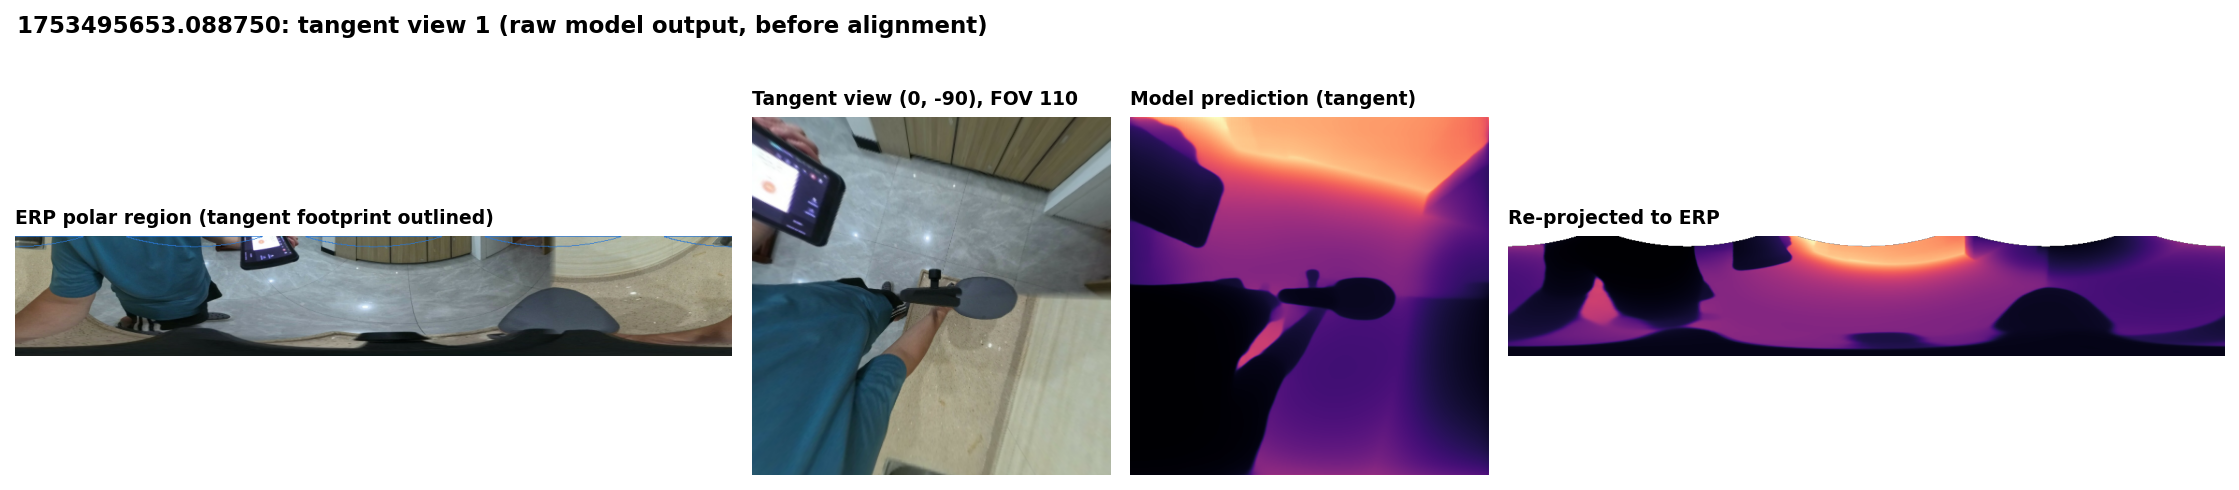 1753495653.088750: tangent view 1 (raw model output, before alignment)
Tangent view (0, -90), FOV 110
Model prediction (tangent)
ERP polar region (tangent footprint outlined)
Re-projected to ERP